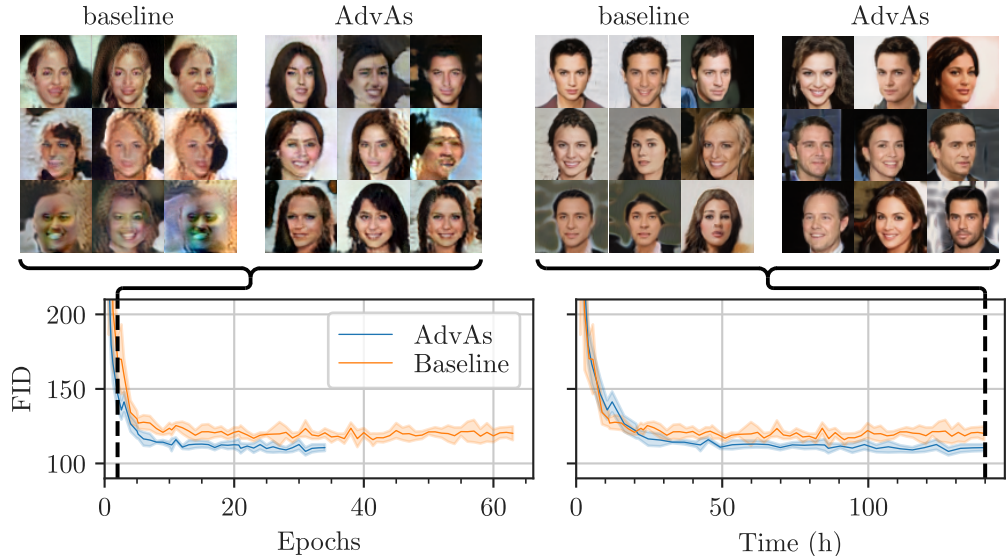 baseline
AdvAs
baseline
AdvAs
FID
200
150
100
AdvAs
Baseline
0
20
40
60
Epochs
0
50
100
Time (h)